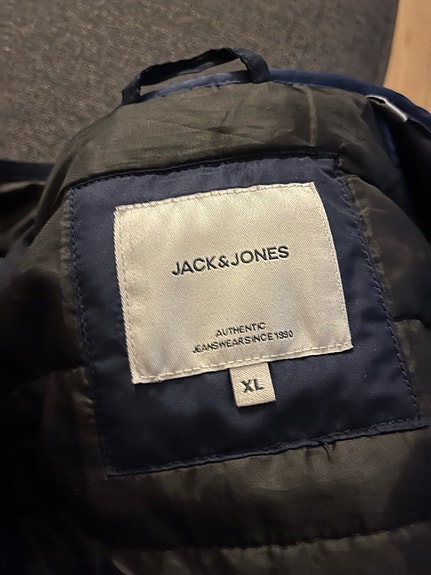 JACK&JONES
AUTHENTIC
JEANSWEAR SINCE 1990
XL